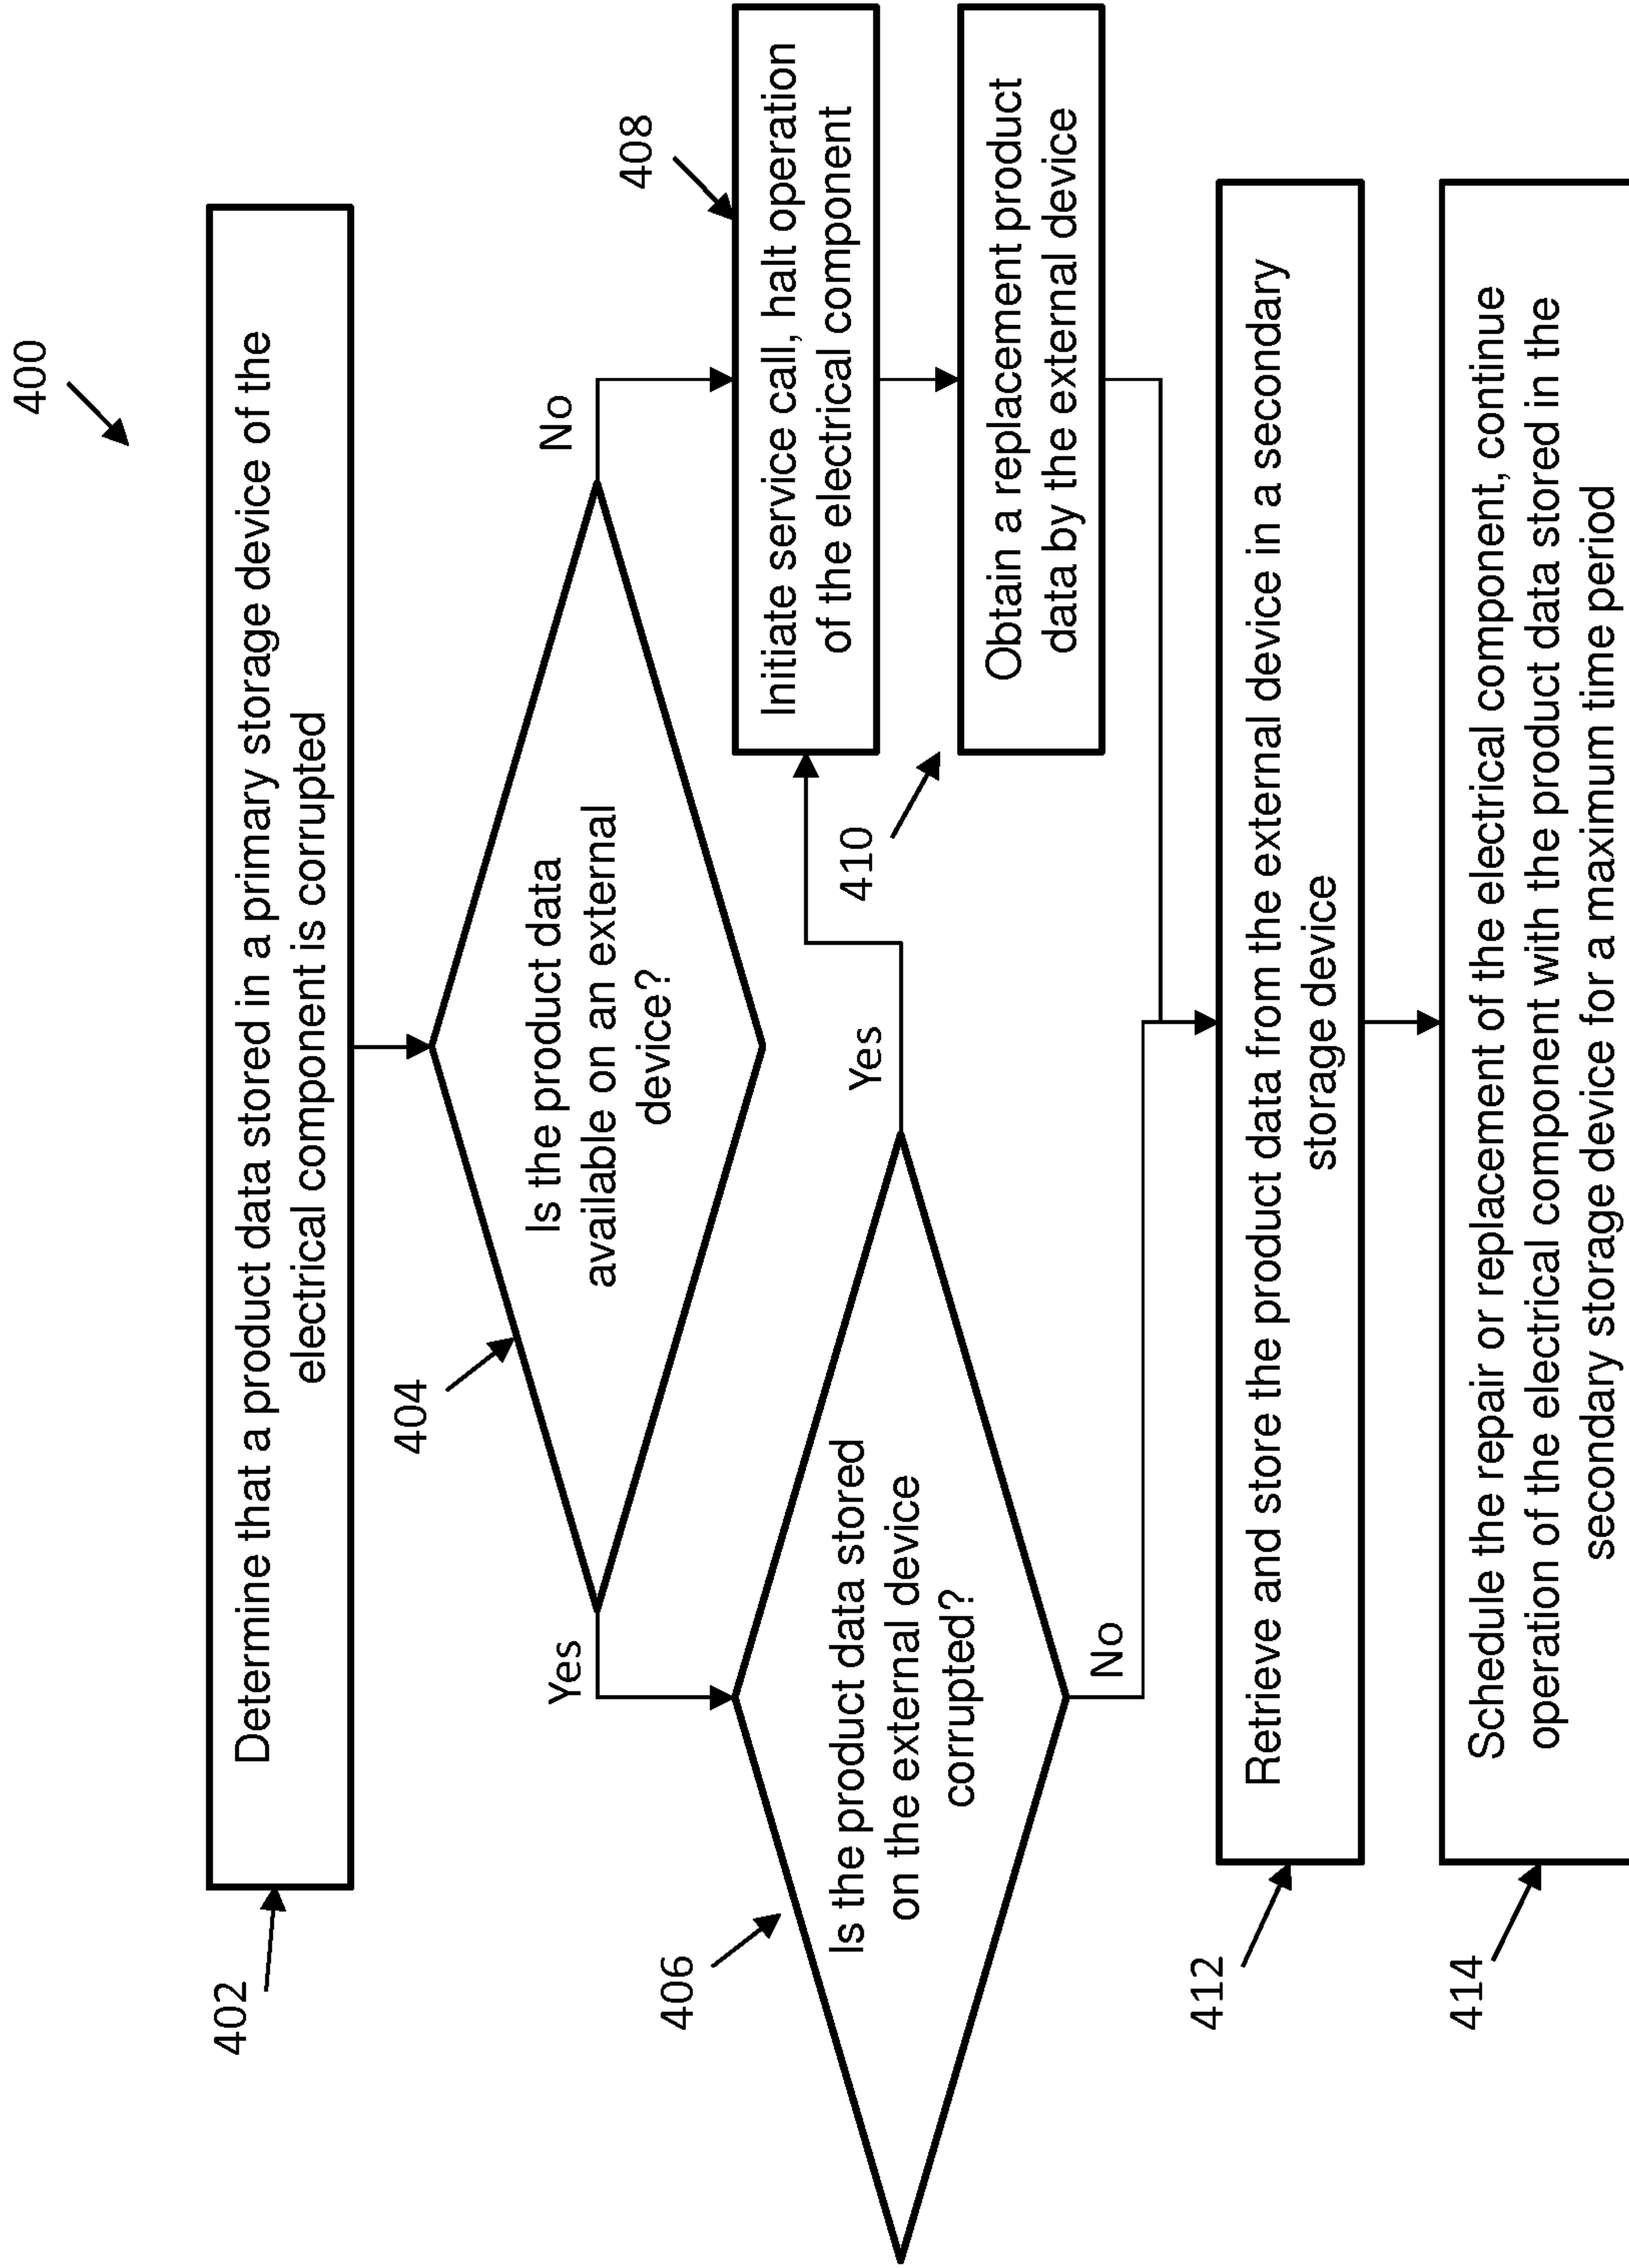 400
402
Determine that a product data stored in a primary storage device of the
electrical component is corrupted
404
Is the product data
available on an external
device?
Yes
No
406
Is the product data stored
on the external device
corrupted?
Yes
No
408
Initiate service call, halt operation
of the electrical component
410
Obtain a replacement product
data by the external device
412
Retrieve and store the product data from the external device in a secondary
storage device
414
Schedule the repair or replacement of the electrical component, continue
operation of the electrical component with the product data stored in the
secondary storage device for a maximum time period